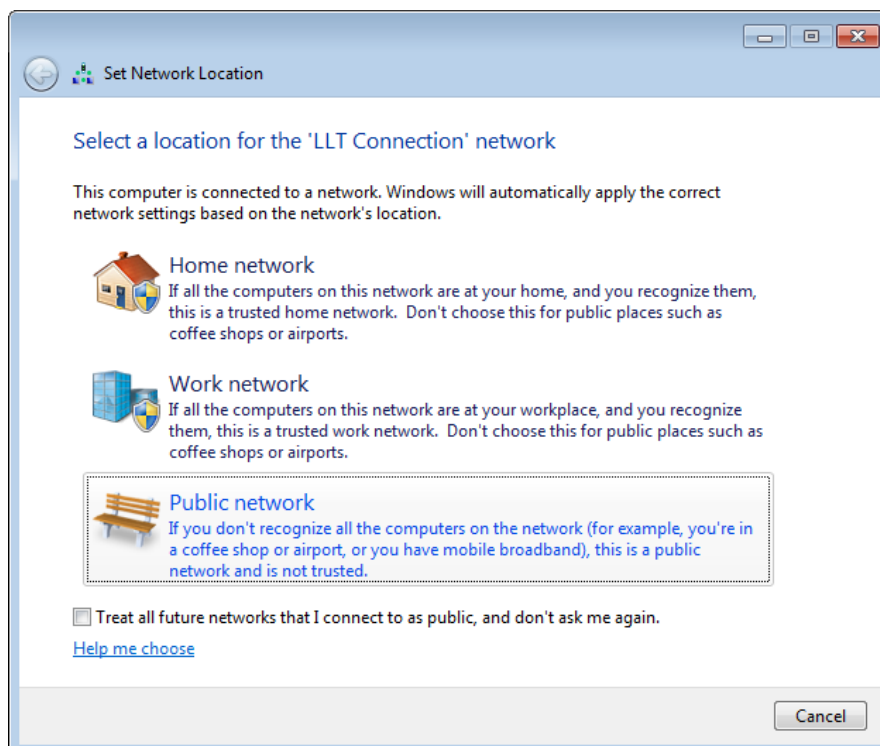 Set Network Location
Select a location for the 'LLT Connection' network
This computer is connected to a network. Windows will automatically apply the correct
network settings based on the network's location.
Home network
If all the computers on this network are at your home, and you recognize them,
this is a trusted home network.  Don't choose this for public places such as
coffee shops or airports.
Work network
If all the computers on this network are at your workplace, and you recognize
them, this is a trusted work network.  Don't choose this for public places such as
coffee shops or airports.
Public network
If you don't recognize all the computers on the network (for example, you're in
a coffee shop or airport, or you have mobile broadband), this is a public
network and is not trusted.
Treat all future networks that I connect to as public, and don't ask me again.
Help me choose
Cancel